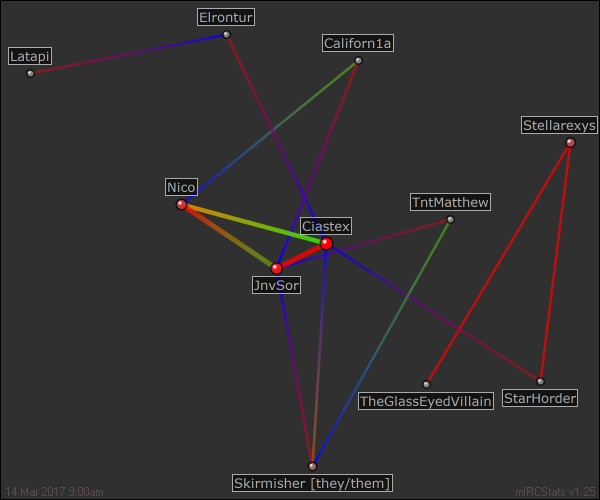 Elrontur
Californ1a
Latapi
Stellarexys
Nico
TntMatthew
Ciastex
JnvSor
StarHorder
TheGlassEyedVillain
Skirmisher [they/them]
14 Mar 2017 9:00am
mIRCStats v1.25